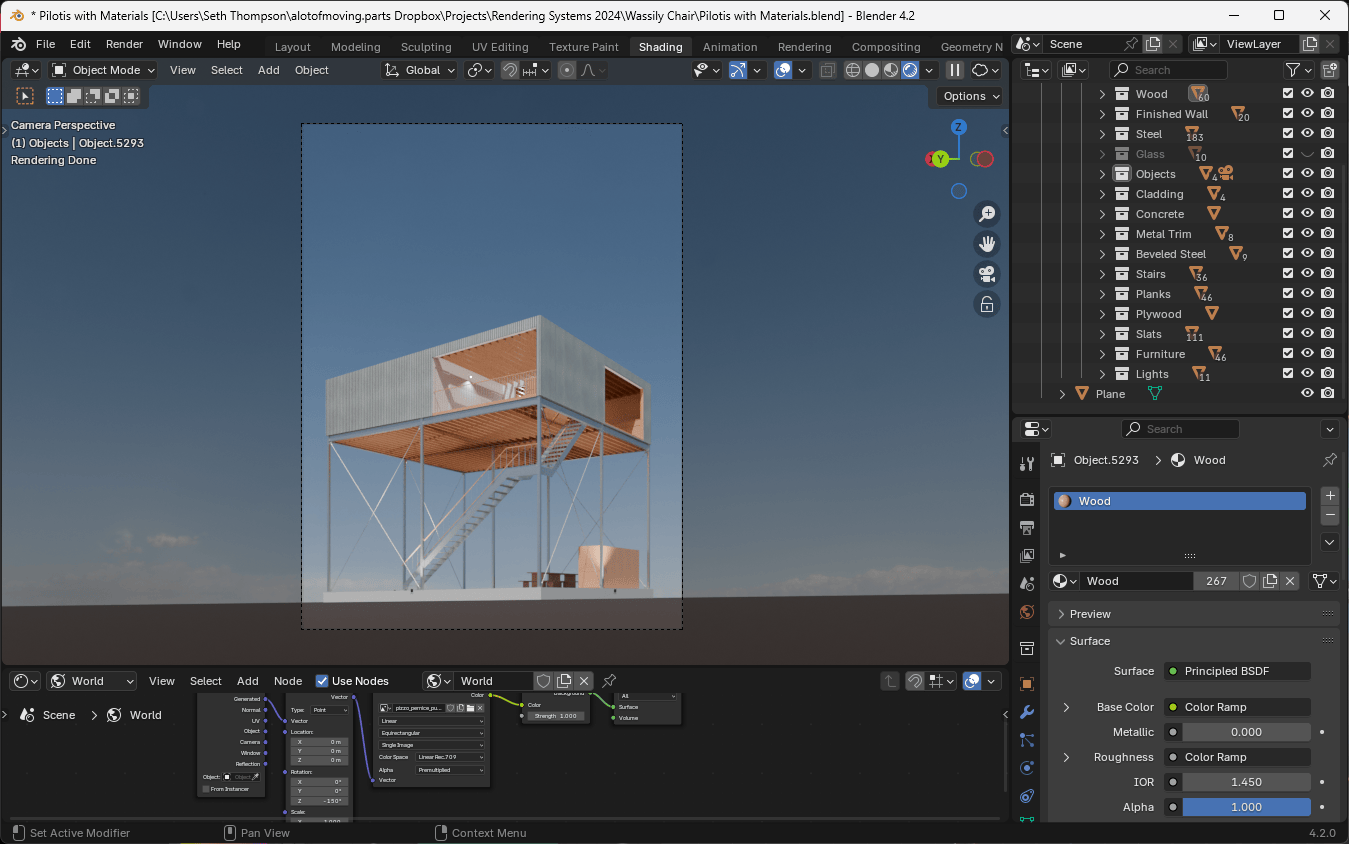 * Pilotis with Materials [C:\Users\Seth Thompson\alotofmoving.parts Dropbox\Projects\Rendering Systems 2024\Wassily Chair\Pilotis with Materials.blend] - Blender 4.2
File Edit Render Window Help Layout Modeling Sculpting UV Editing Texture Paint Shading Animation Rendering Compositing Geometry N Scene ViewLayer
Object Mode View Select Add Object Global Search
Options
Camera Perspective
(1) Objects | Object.5293
Rendering Done
Z
Y
Wood 60
Finished Wall 20
Steel 183
Glass 10
Objects 4
Cladding 4
Concrete
Metal Trim 8
Beveled Steel 9
Stairs 36
Planks 46
Plywood
Slats 111
Furniture 46
Lights 11
Plane
Search
Object.5293 > Wood
Wood
Wood 267
Preview
Surface
Surface Principled BSDF
Base Color Color Ramp
Metallic 0.000
Roughness Color Ramp
IOR 1.450
Alpha 1.000
World View Select Add Node Use Nodes World
Scene > World
Generated
Normal
UV
Object
Camera
Window
Reflection
Object: Object
From Instancer
Vector
Type: Point
Vector
Location:
X 0 m
Y 0 m
Z 0 m
Rotation:
X 0°
Y 0°
Z -150°
Scale:
Color
Linear
Equirectangular
Single Image
Color Space Linear Rec.709
Alpha Premultiplied
Vector
Background
Color
Strength 1.000
All
Surface
Volume
Set Active Modifier Pan View Context Menu 4.2.0